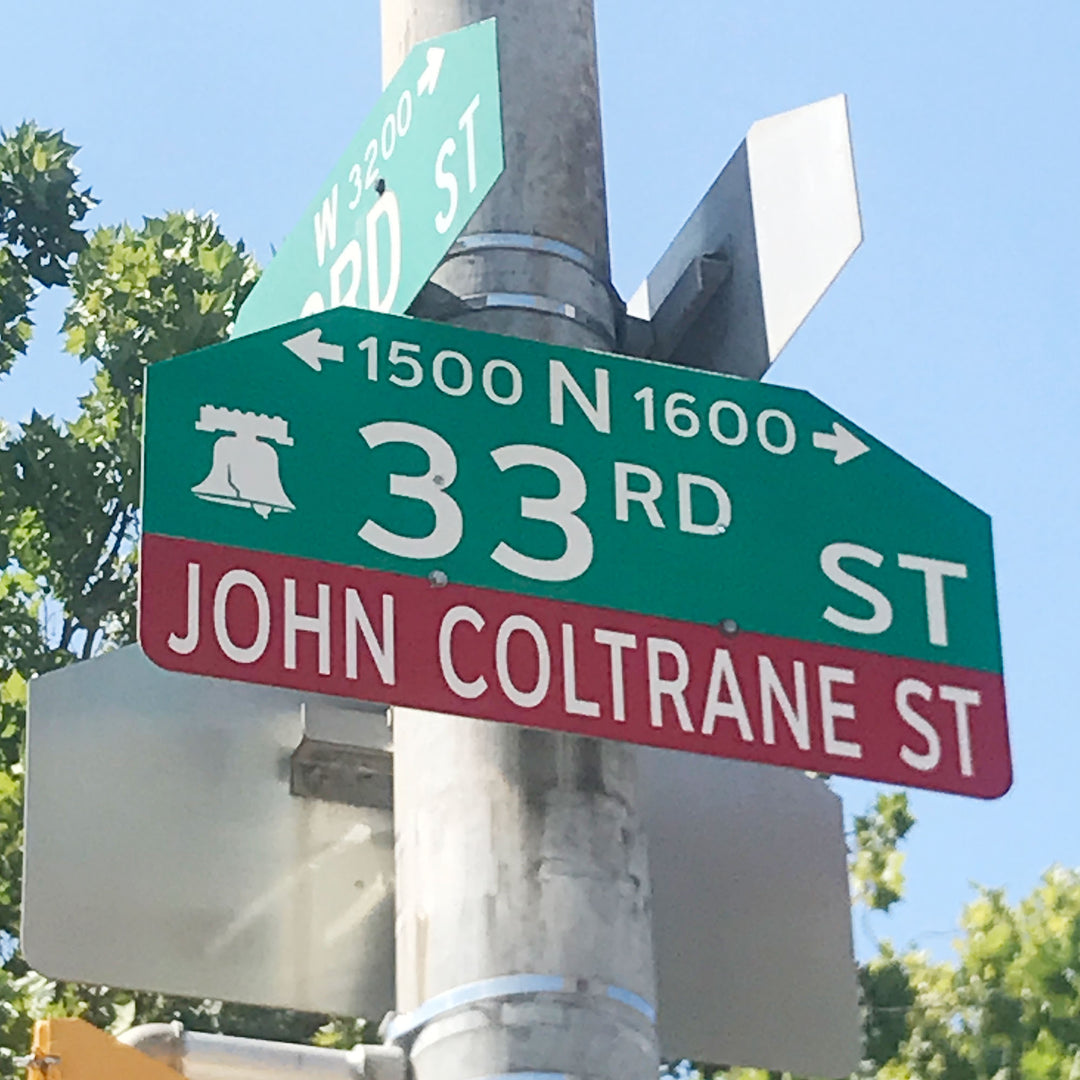 W 3200 →
RD ST
← 1500 N 1600 →
33RD ST
JOHN COLTRANE ST